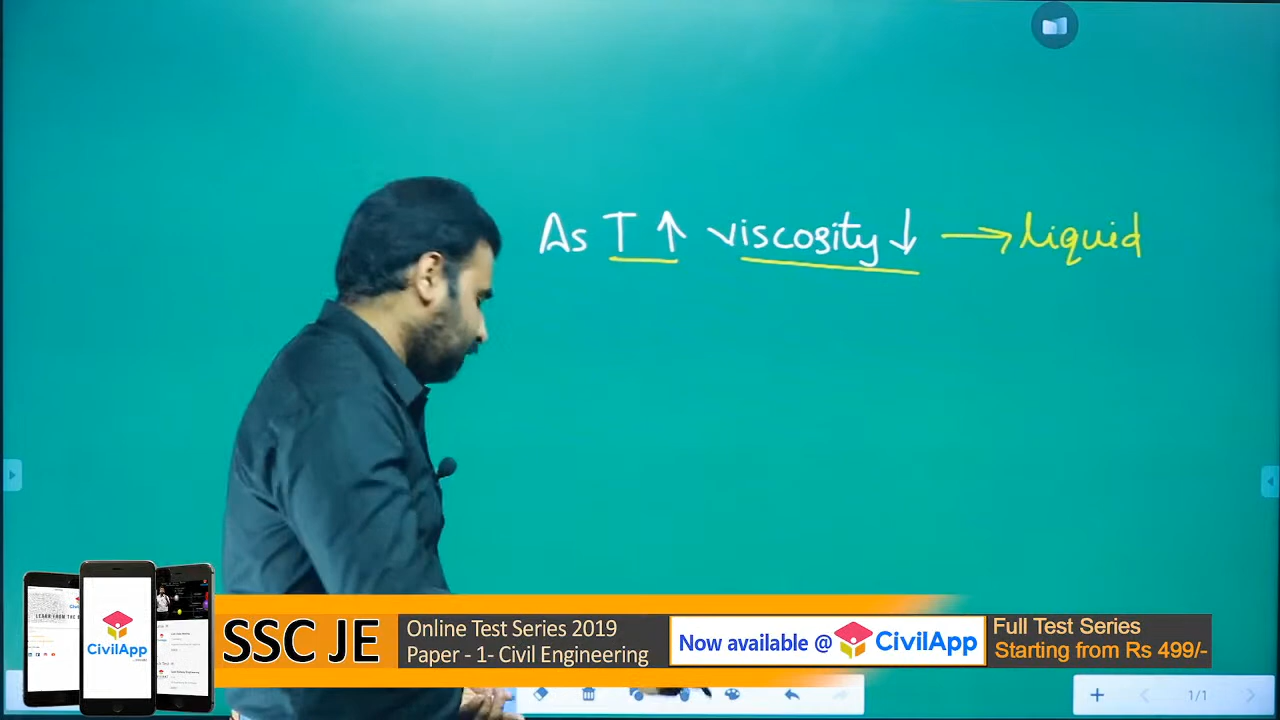 As T ↑ viscosity ↓ → liquid
CivilApp
SSC JE
Online Test Series 2019
Paper - 1- Civil Engineering
Now available @ CivilApp
Full Test Series
Starting from Rs 499/-
1/1